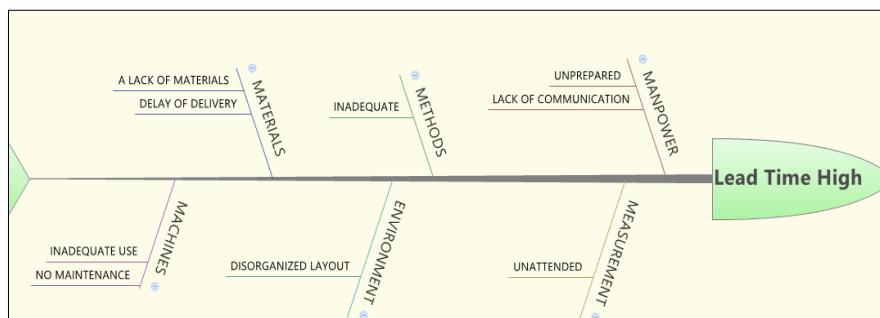 A LACK OF MATERIALS
DELAY OF DELIVERY
MATERIALS
INADEQUATE
METHODS
UNPREPARED
LACK OF COMMUNICATION
MANPOWER
Lead Time High
INADEQUATE USE
NO MAINTENANCE
MACHINES
DISORGANIZED LAYOUT
ENVIRONMENT
UNATTENDED
MEASUREMENT